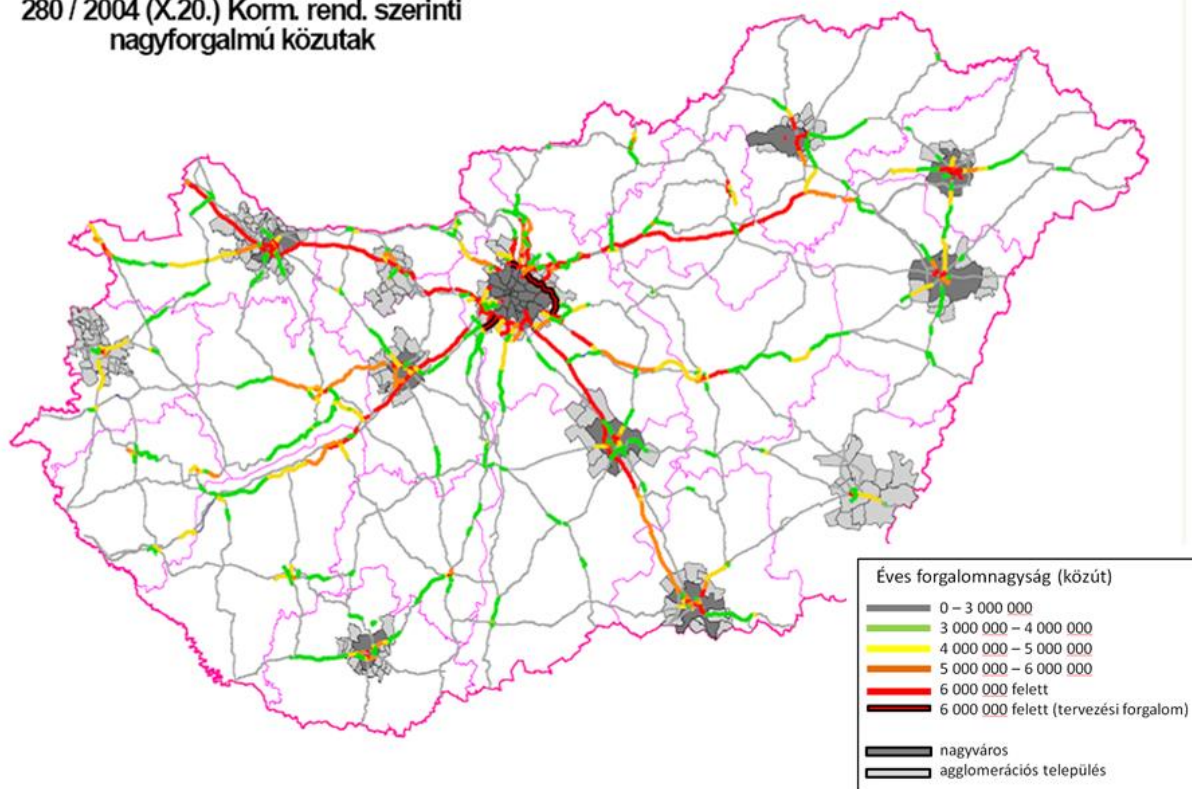 280 / 2004 (X.20.) Korm. rend. szerinti
nagyforgalmú közutak
Éves forgalomnagyság (közút)
0 – 3 000 000
3 000 000 – 4 000 000
4 000 000 – 5 000 000
5 000 000 – 6 000 000
6 000 000 felett
6 000 000 felett (tervezési forgalom)
nagyváros
agglomerációs település